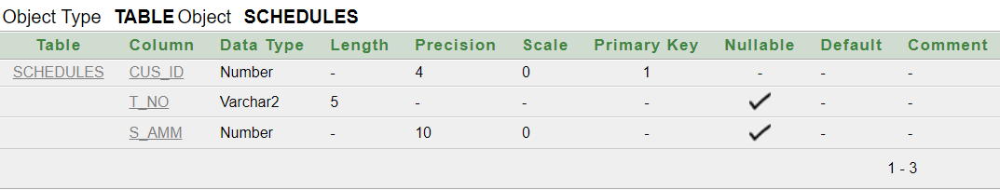 Object Type TABLE Object SCHEDULES
Table Column Data Type Length Precision Scale Primary Key Nullable Default Comment
SCHEDULES CUS_ID Number - 4 0 1 - - -
T_NO Varchar2 5 - - - ✓ - -
S_AMM Number - 10 0 - ✓ - -
1 - 3